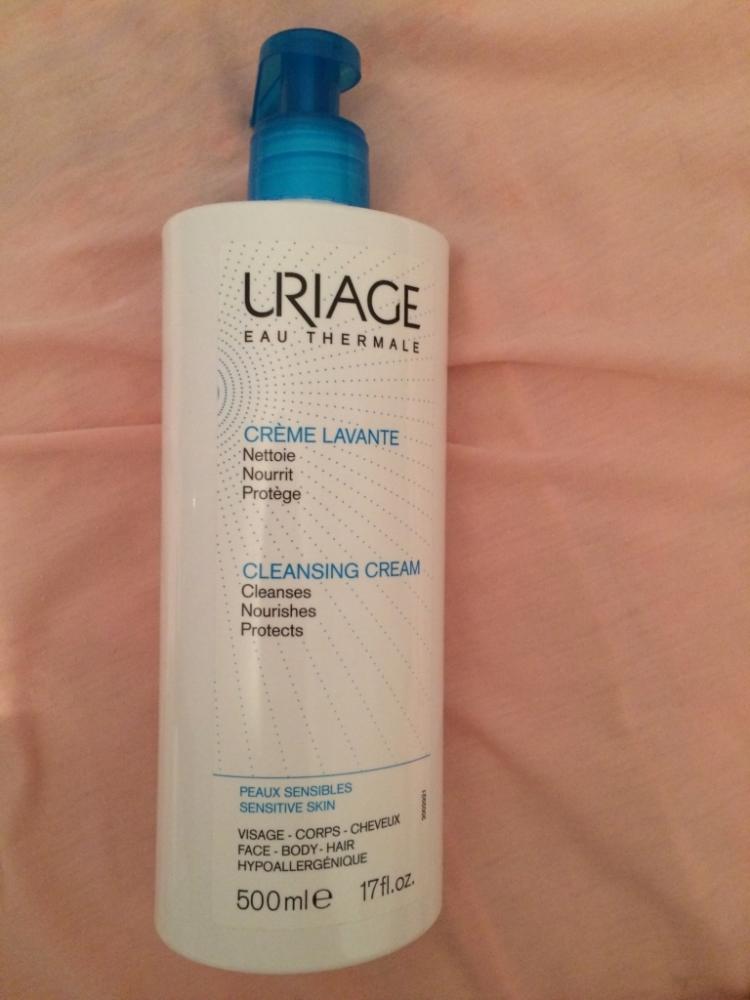 URIAGE
EAU THERMALE
CRÈME LAVANTE
Nettoie
Nourrit
Protège
CLEANSING CREAM
Cleanses
Nourishes
Protects
PEAUX SENSIBLES
SENSITIVE SKIN
VISAGE - CORPS - CHEVEUX
FACE - BODY - HAIR
HYPOALLERGÉNIQUE
500ml℮ 17fl.oz.